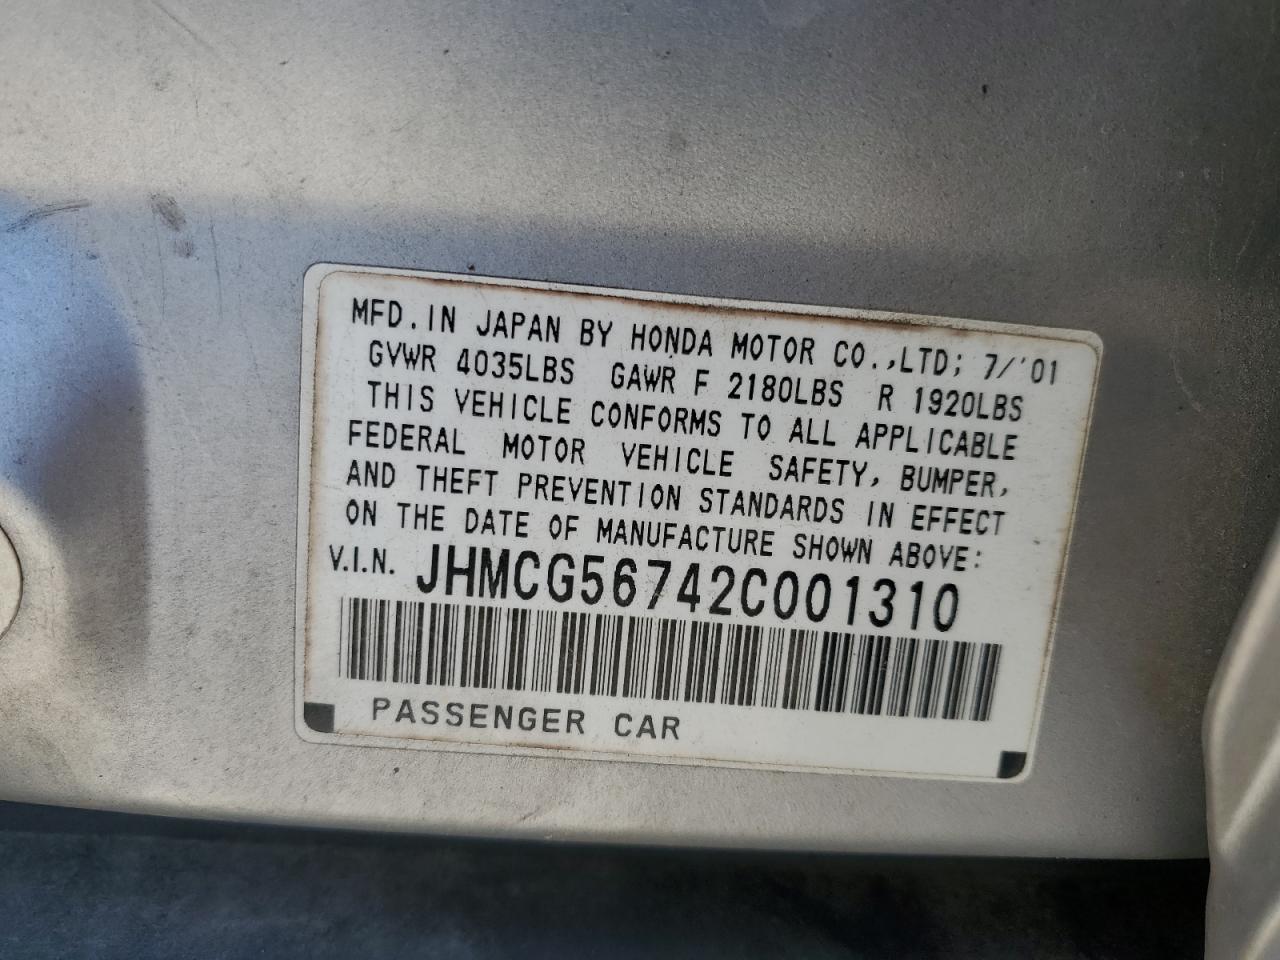 MFD. IN JAPAN BY HONDA MOTOR CO.,LTD; 7/'01
GVWR 4035LBS GAWR F 2180LBS R 1920LBS
THIS VEHICLE CONFORMS TO ALL APPLICABLE
FEDERAL MOTOR VEHICLE SAFETY, BUMPER,
AND THEFT PREVENTION STANDARDS IN EFFECT
ON THE DATE OF MANUFACTURE SHOWN ABOVE:
V.I.N. JHMCG56742C001310
PASSENGER CAR